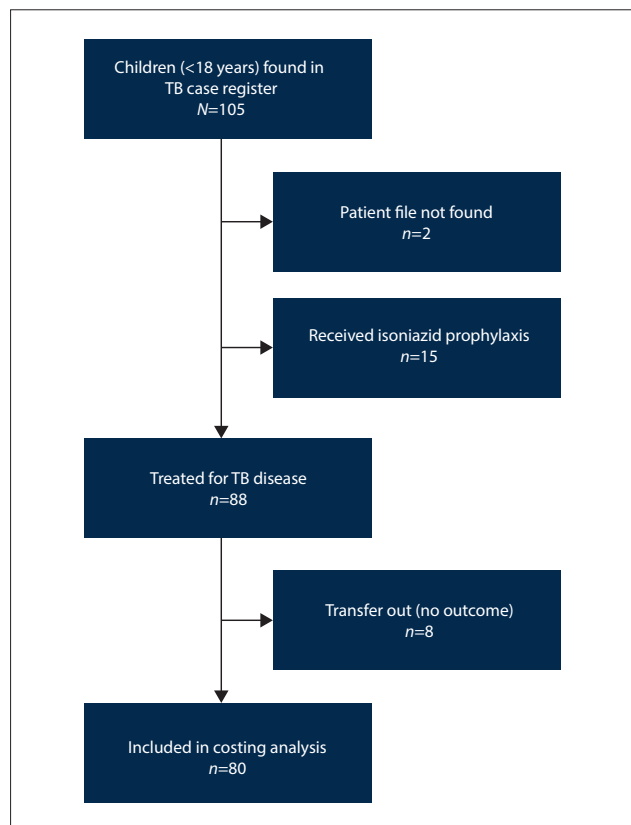 Children (<18 years) found in
TB case register
N=105
Patient file not found
n=2
Received isoniazid prophylaxis
n=15
Treated for TB disease
n=88
Transfer out (no outcome)
n=8
Included in costing analysis
n=80